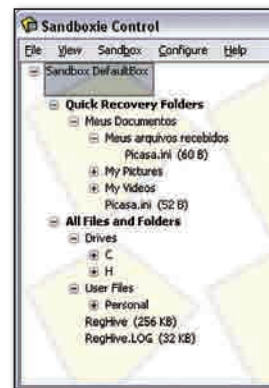 Sandboxie Control
File View Sandbox Configure Help
Sandbox DefaultBox
Quick Recovery Folders
Meus Documentos
Meus arquivos recebidos
Picasa.ini (60 B)
My Pictures
My Videos
Picasa.ini (52 B)
All Files and Folders
Drives
C
H
User Files
Personal
RegHive (256 KB)
RegHive.LOG (32 KB)